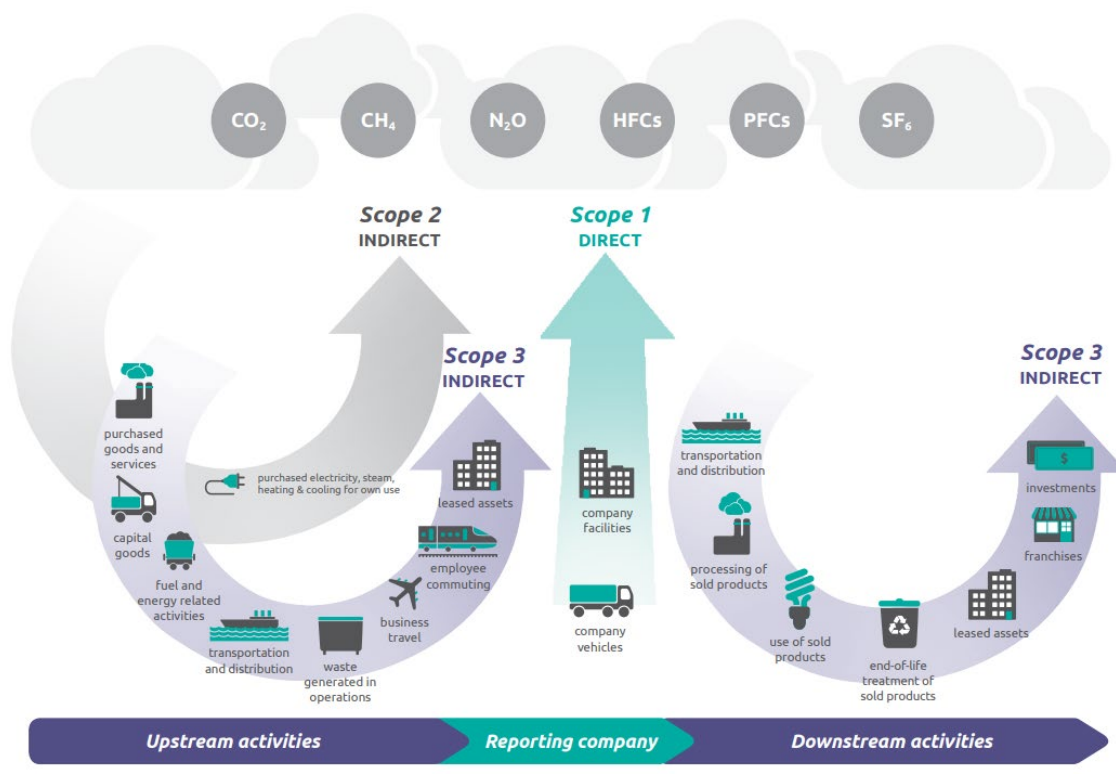 CO₂
CH₄
N₂O
HFCs
PFCs
SF₆
Scope 2
INDIRECT
Scope 1
DIRECT
Scope 3
INDIRECT
Scope 3
INDIRECT
purchased
goods and
services
capital
goods
fuel and
energy related
activities
transportation
and distribution
waste
generated in
operations
business
travel
employee
commuting
leased assets
purchased electricity, steam,
heating & cooling for own use
company
facilities
company
vehicles
transportation
and distribution
processing of
sold products
use of sold
products
end-of-life
treatment of
sold products
leased assets
franchises
investments
$
Upstream activities
Reporting company
Downstream activities